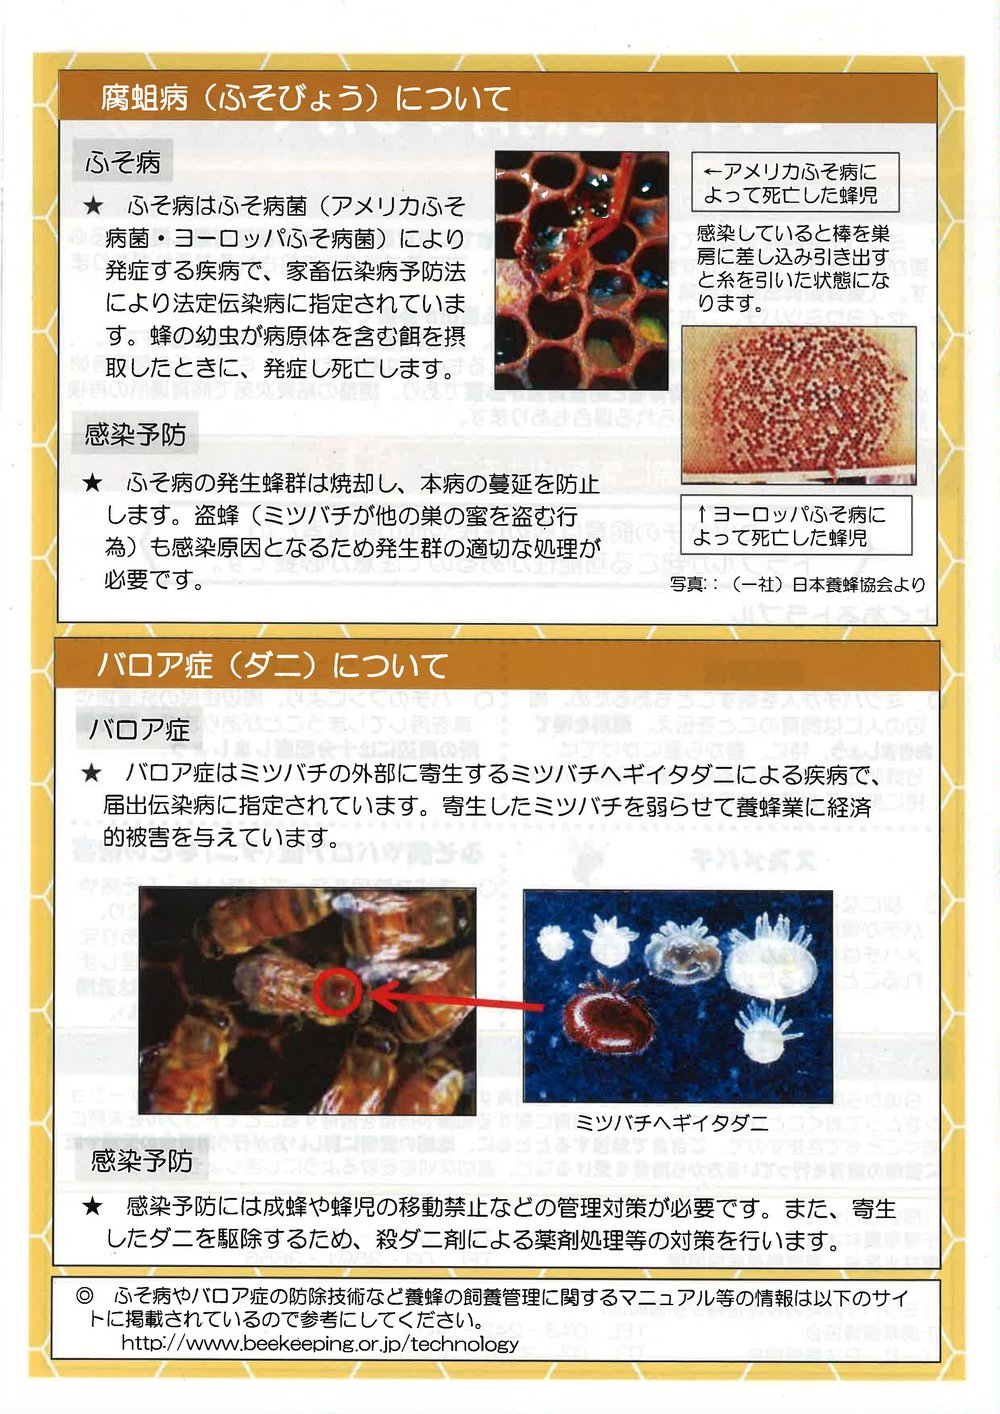 腐蛆病（ふそびょう）について
ふそ病
★　ふそ病はふそ病菌（アメリカふそ
病菌・ヨーロッパふそ病菌）により
発症する疾病で、家畜伝染病予防法
により法定伝染病に指定されていま
す。蜂の幼虫が病原体を含む餌を摂
取したときに、発症し死亡します。
←アメリカふそ病に
よって死亡した蜂児
感染していると棒を巣
房に差し込み引き出す
と糸を引いた状態にな
ります。
感染予防
★　ふそ病の発生蜂群は焼却し、本病の蔓延を防止
します。盗蜂（ミツバチが他の巣の蜜を盗む行
為）も感染原因となるため発生群の適切な処理が
必要です。
↑ヨーロッパふそ病に
よって死亡した蜂児
写真：（一社）日本養蜂協会より
バロア症（ダニ）について
バロア症
★　バロア症はミツバチの外部に寄生するミツバチヘギイタダニによる疾病で、
届出伝染病に指定されています。寄生したミツバチを弱らせて養蜂業に経済
的被害を与えています。
ミツバチヘギイタダニ
感染予防
★　感染予防には成蜂や蜂児の移動禁止などの管理対策が必要です。また、寄生
したダニを駆除するため、殺ダニ剤による薬剤処理等の対策を行います。
◎　ふそ病やバロア症の防除技術など養蜂の飼養管理に関するマニュアル等の情報は以下のサイ
トに掲載されているので参考にしてください。
http://www.beekeeping.or.jp/technology